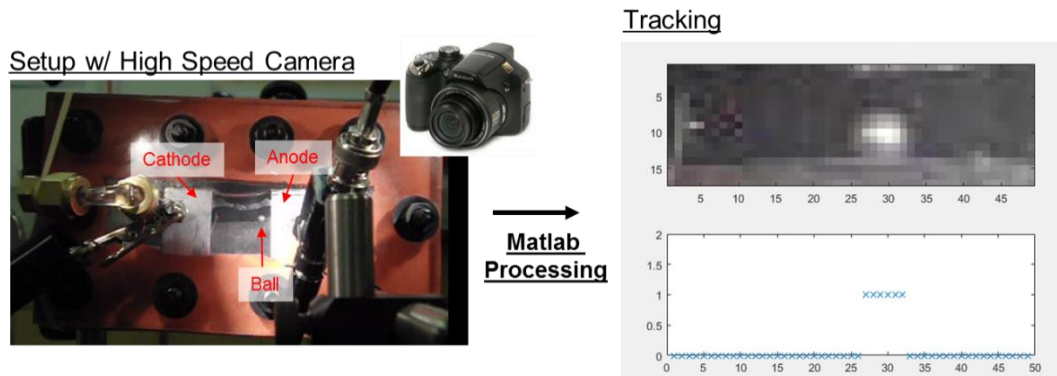 Setup w/ High Speed Camera
Cathode
Anode
Ball
Matlab
Processing
Tracking
5
10
15
5 10 15 20 25 30 35 40 45
2
1.5
1
0.5
0
0 5 10 15 20 25 30 35 40 45 50